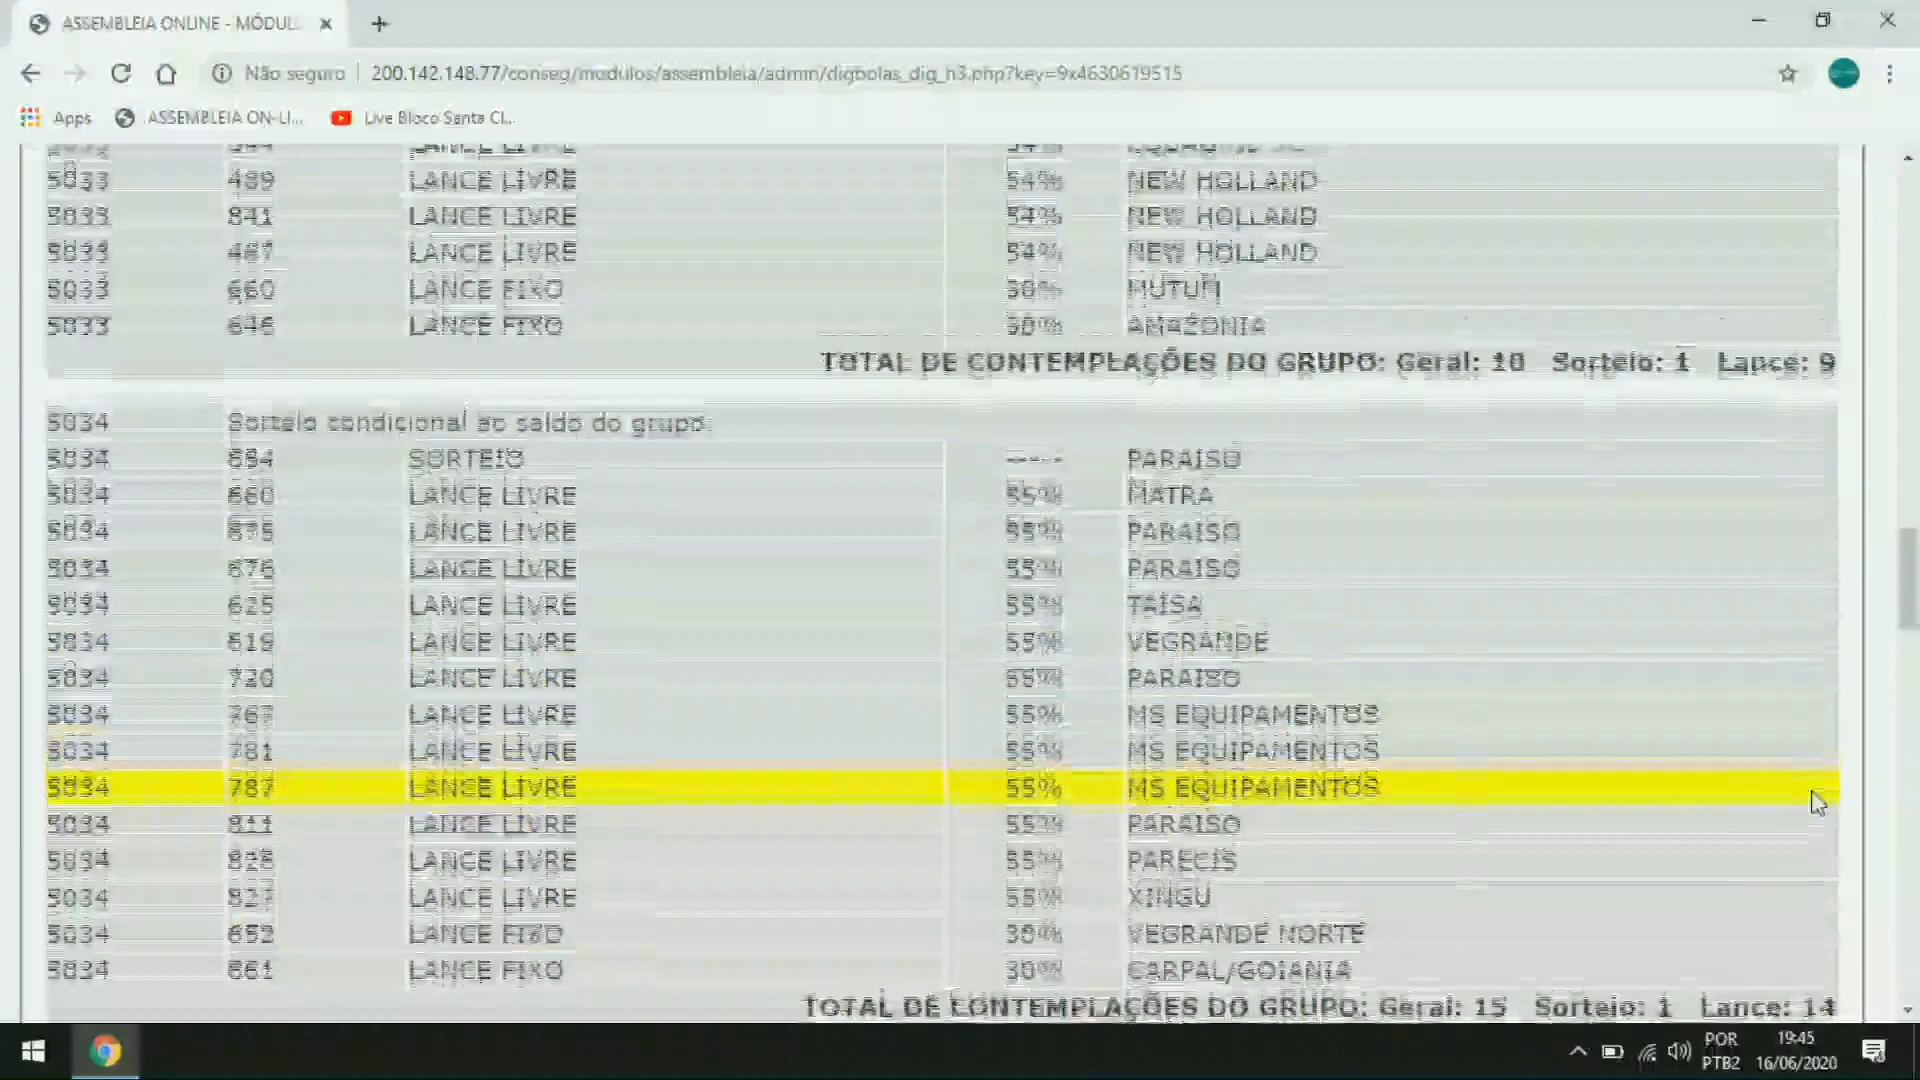 ASSEMBLEIA ONLINE - MÓDUL
Não seguro 200.142.148.77/conseg/modulos/assembleia/admin/digbolas_dig_h3.php?key=9x4630619515
Apps ASSEMBLEIA ON-LI... Live Bloco Santa Cl...
5033 489 LANCE LIVRE 54% NEW HOLLAND
5033 841 LANCE LIVRE 54% NEW HOLLAND
5033 487 LANCE LIVRE 54% NEW HOLLAND
5033 660 LANCE FIXO 30% MUTUM
5033 646 LANCE FIXO 30% AMAZONIA
TOTAL DE CONTEMPLAÇÕES DO GRUPO: Geral: 10 Sorteio: 1 Lance: 9
5034 Sorteio condicional ao saldo do grupo.
5034 SORTEIO ---- PARAISO
5034 660 LANCE LIVRE 55% MATRA
5034 LANCE LIVRE 55% PARAISO
5034 676 LANCE LIVRE 55% PARAISO
5034 625 LANCE LIVRE 55% TAISA
5034 619 LANCE LIVRE 55% VEGRANDE
5034 720 LANCE LIVRE 55% PARAISO
5034 767 LANCE LIVRE 55% MS EQUIPAMENTOS
5034 781 LANCE LIVRE 55% MS EQUIPAMENTOS
5034 787 LANCE LIVRE 55% MS EQUIPAMENTOS
5034 811 LANCE LIVRE 55% PARAISO
5034 LANCE LIVRE 55% PARECIS
5034 827 LANCE LIVRE 55% XINGU
5034 652 LANCE FIXO 30% VEGRANDE NORTE
5034 661 LANCE FIXO 30% CARPAL/GOIANIA
TOTAL DE CONTEMPLAÇÕES DO GRUPO: Geral: 15 Sorteio: 1 Lance: 14
POR 19:45
PTB2 16/06/2020